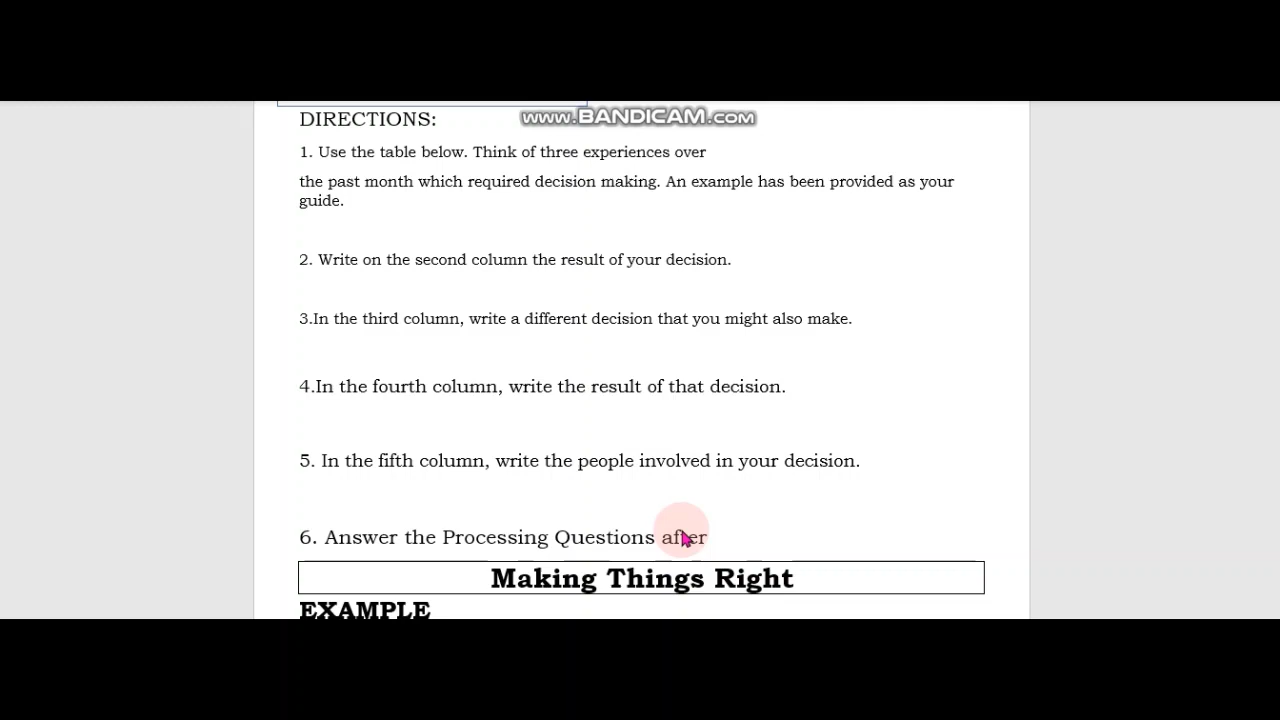 www.BANDICAM.com
DIRECTIONS:
1. Use the table below. Think of three experiences over
the past month which required decision making. An example has been provided as your
guide.
2. Write on the second column the result of your decision.
3.In the third column, write a different decision that you might also make.
4.In the fourth column, write the result of that decision.
5. In the fifth column, write the people involved in your decision.
6. Answer the Processing Questions after
Making Things Right
EXAMPLE